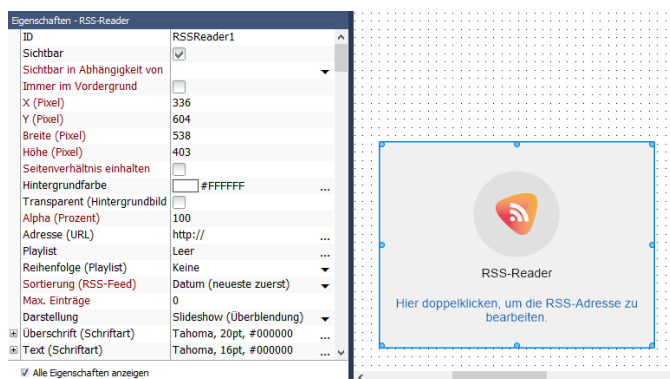 Eigenschaften - RSS-Reader
ID RSSReader1
Sichtbar
Sichtbar in Abhängigkeit von
Immer im Vordergrund
X (Pixel) 336
Y (Pixel) 604
Breite (Pixel) 538
Höhe (Pixel) 403
Seitenverhältnis einhalten
Hintergrundfarbe #FFFFFF ...
Transparent (Hintergrundbild
Alpha (Prozent) 100
Adresse (URL) http:// ...
Playlist Leer ...
Reihenfolge (Playlist) Keine
Sortierung (RSS-Feed) Datum (neueste zuerst)
Max. Einträge 0
Darstellung Slideshow (Überblendung)
Überschrift (Schriftart) Tahoma, 20pt, #000000 ...
Text (Schriftart) Tahoma, 16pt, #000000 ...
Alle Eigenschaften anzeigen
RSS-Reader
Hier doppelklicken, um die RSS-Adresse zu
bearbeiten.